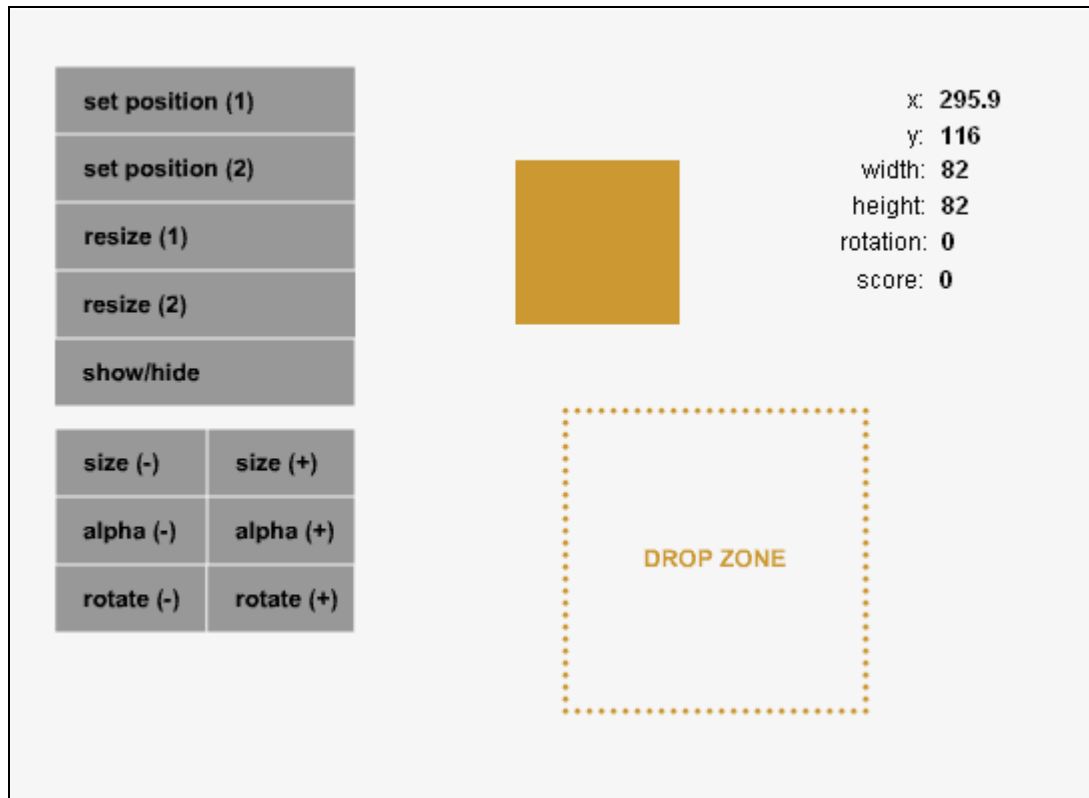 set position (1)
set position (2)
resize (1)
resize (2)
show/hide
size (-) size (+)
alpha (-) alpha (+)
rotate (-) rotate (+)
x: 295.9
y: 116
width: 82
height: 82
rotation: 0
score: 0
DROP ZONE